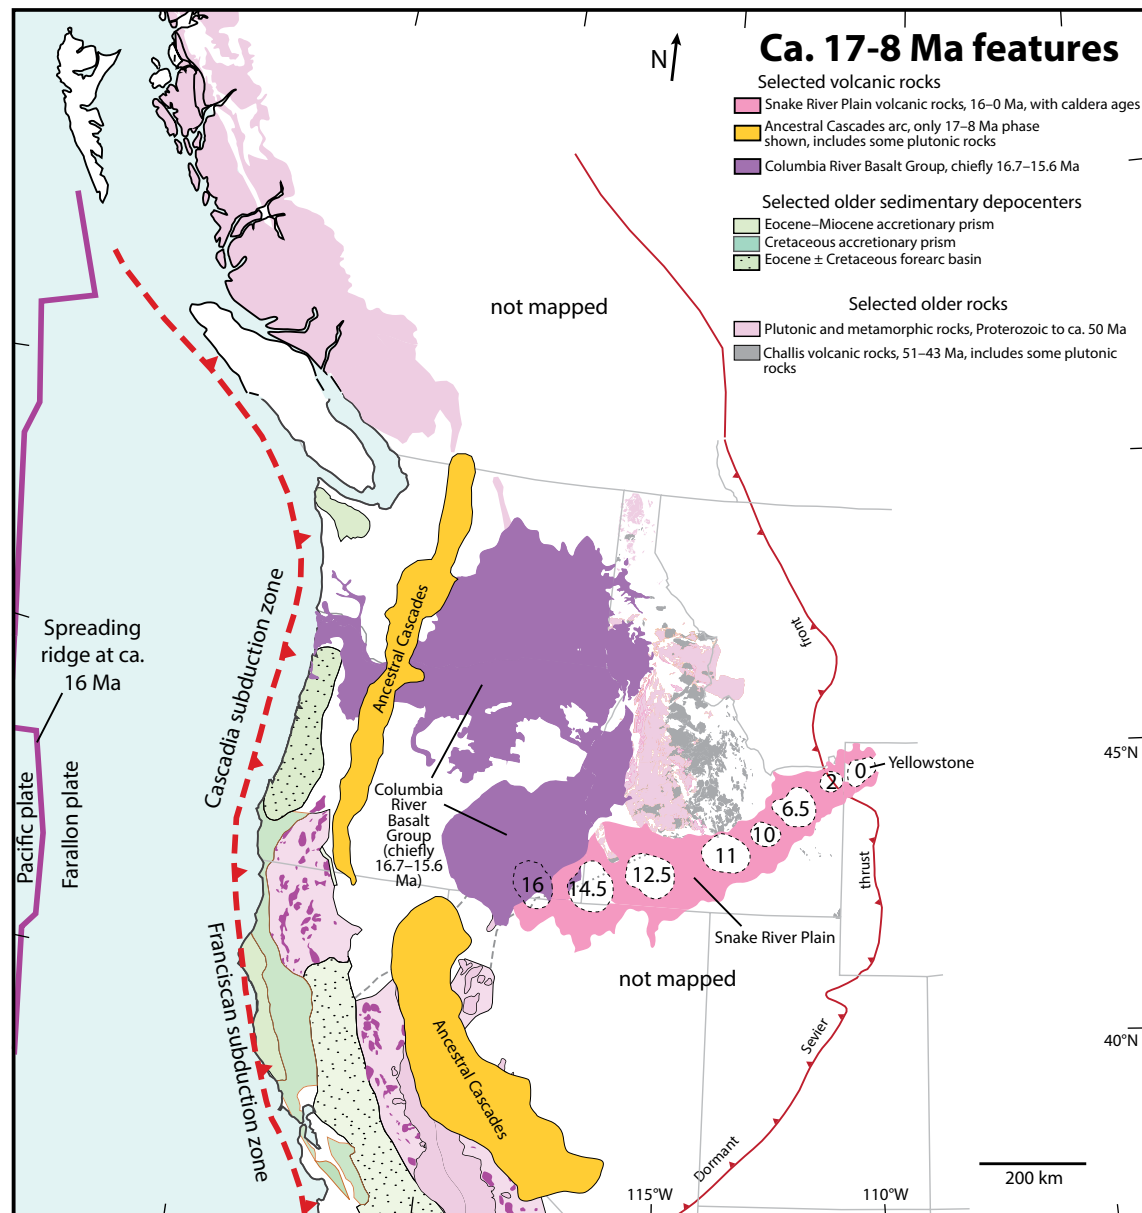 Ca. 17-8 Ma features
N
Selected volcanic rocks
Snake River Plain volcanic rocks, 16–0 Ma, with caldera ages
Ancestral Cascades arc, only 17–8 Ma phase
shown, includes some plutonic rocks
Columbia River Basalt Group, chiefly 16.7–15.6 Ma
Selected older sedimentary depocenters
Eocene–Miocene accretionary prism
Cretaceous accretionary prism
Eocene ± Cretaceous forearc basin
Selected older rocks
Plutonic and metamorphic rocks, Proterozoic to ca. 50 Ma
Challis volcanic rocks, 51–43 Ma, includes some plutonic
rocks
not mapped
Spreading
ridge at ca.
16 Ma
Pacific plate
Farallon plate
Cascadia subduction zone
Franciscan subduction zone
Ancestral Cascades
Columbia
River
Basalt
Group
(chiefly
16.7–15.6
Ma)
front
45°N
Yellowstone
0
2
6.5
10
11
12.5
14.5
16
thrust
Snake River Plain
not mapped
Ancestral Cascades
40°N
Sevier
Dormant
200 km
115°W
110°W